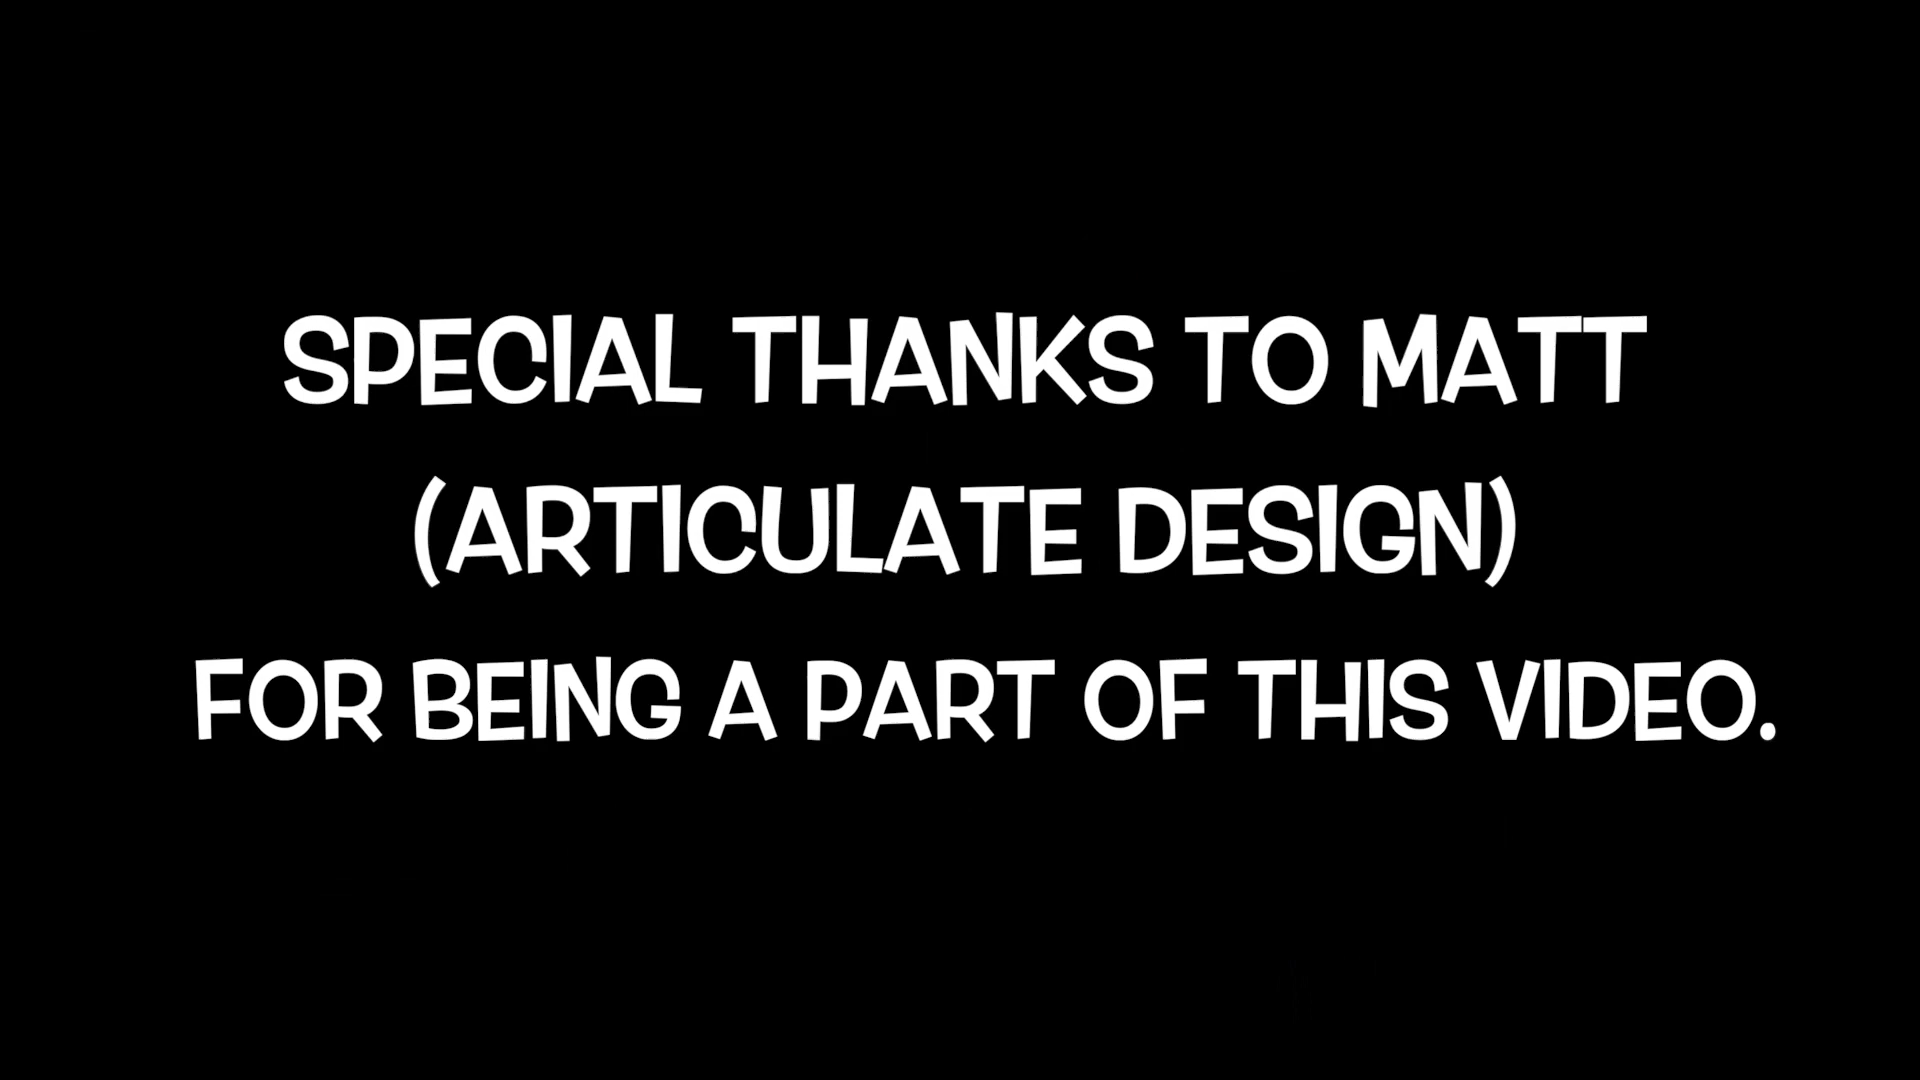 SPECIAL THANKS TO MATT
(ARTICULATE DESIGN)
FOR BEING A PART OF THIS VIDEO.